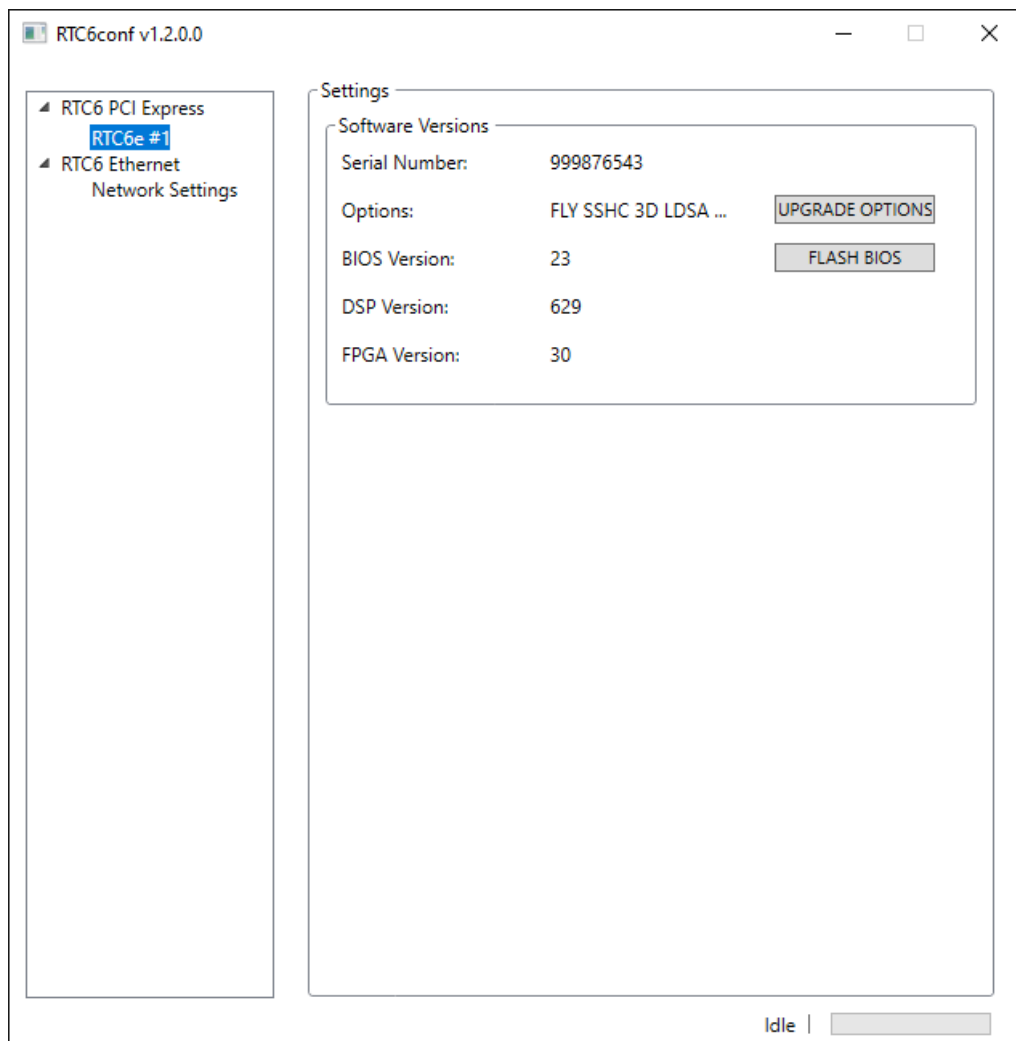 RTC6conf v1.2.0.0
RTC6 PCI Express
RTC6e #1
RTC6 Ethernet
Network Settings
Settings
Software Versions
Serial Number: 999876543
Options: FLY SSHC 3D LDSA ... UPGRADE OPTIONS
BIOS Version: 23 FLASH BIOS
DSP Version: 629
FPGA Version: 30
Idle